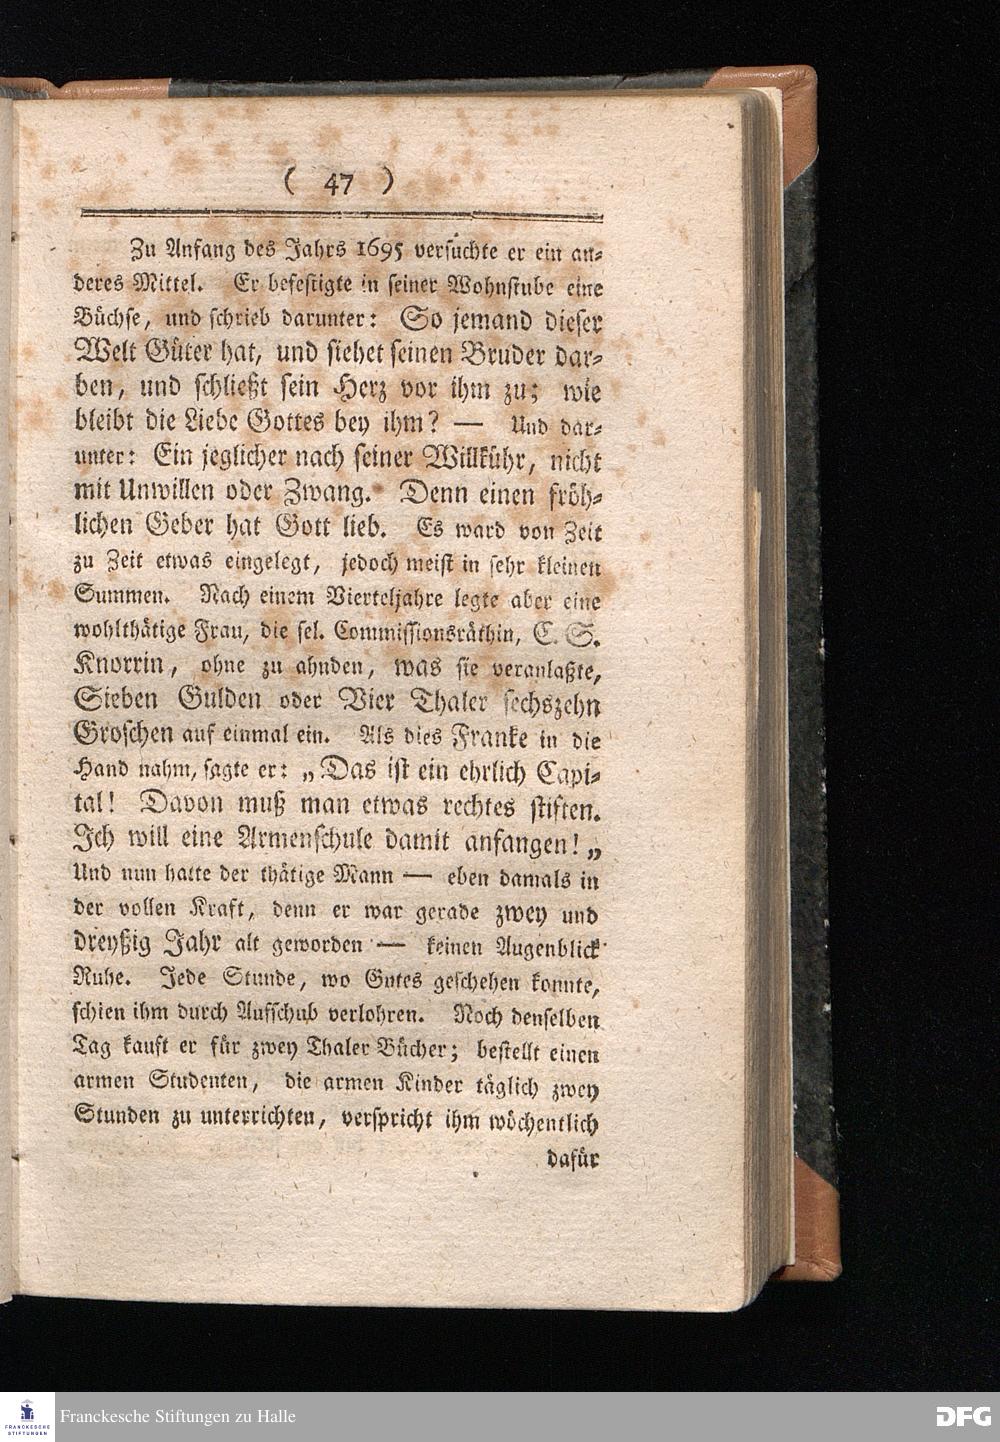 ( 47 )
Zu Anfang des Jahrs 1695 versuchte er ein an-
deres Mittel. Er befestigte in seiner Wohnstube eine
Büchse, und schrieb darunter: So jemand dieser
Welt Güter hat, und siehet seinen Bruder dar-
ben, und schließt sein Herz vor ihm zu; wie
bleibt die Liebe Gottes bey ihm? — Und dar-
unter: Ein jeglicher nach seiner Willkühr, nicht
mit Unwillen oder Zwang. Denn einen fröh-
lichen Geber hat Gott lieb. Es ward von Zeit
zu Zeit etwas eingelegt, jedoch meist in sehr kleinen
Summen. Nach einem Vierteljahre legte aber eine
wohlthätige Frau, die sel. Commissionsräthin, C. S.
Knorrin, ohne zu ahnden, was sie veranlaßte,
Sieben Gulden oder Vier Thaler sechszehn
Groschen auf einmal ein. Als dies Franke in die
Hand nahm, sagte er: „Das ist ein ehrlich Capi-
tal! Davon muß man etwas rechtes stiften.
Ich will eine Armenschule damit anfangen!„
Und nun hatte der thätige Mann — eben damals in
der vollen Kraft, denn er war gerade zwey und
dreyßig Jahr alt geworden — keinen Augenblick
Ruhe. Jede Stunde, wo Gutes geschehen konnte,
schien ihm durch Aufschub verlohren. Noch denselben
Tag kauft er für zwey Thaler Bücher; bestellt einen
armen Studenten, die armen Kinder täglich zwey
Stunden zu unterrichten, verspricht ihm wöchentlich
dafür
FRANCKESCHE
STIFTUNGEN
Franckesche Stiftungen zu Halle
DFG